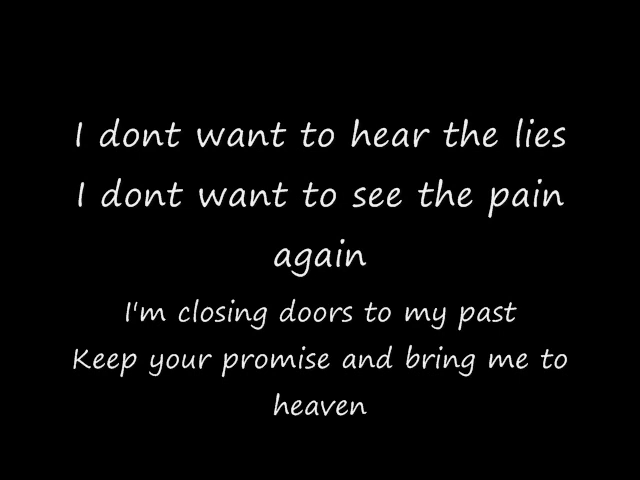 I dont want to hear the lies
I dont want to see the pain
again
I'm closing doors to my past
Keep your promise and bring me to
heaven